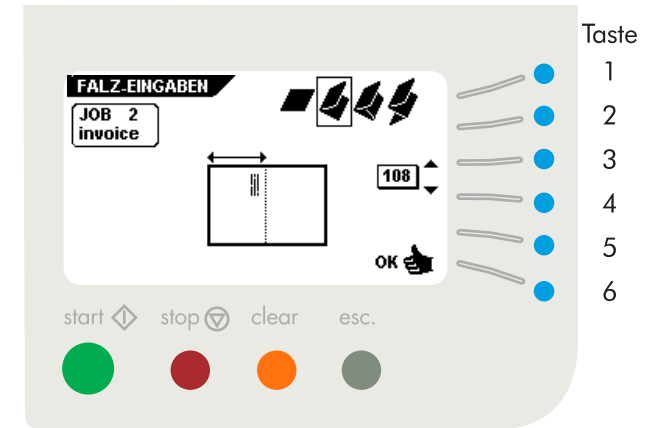 Taste
FALZ-EINGABEN
1
JOB 2
invoice
2
3
108
4
5
OK
6
start stop clear esc.